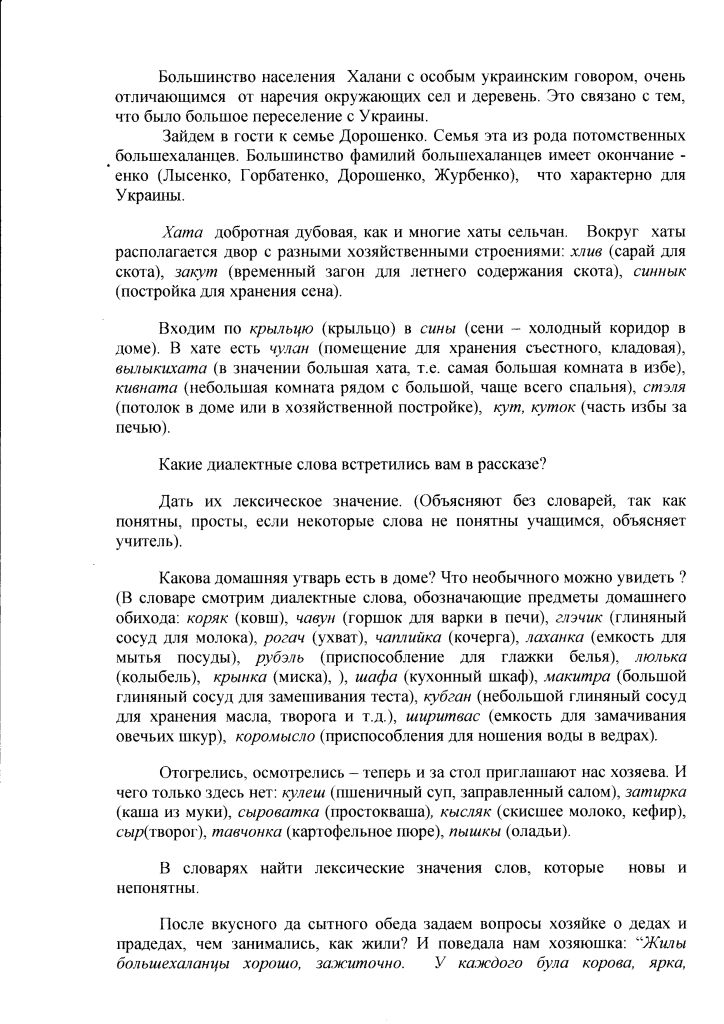 Большинство населения Халани с особым украинским говором, очень
отличающимся от наречия окружающих сел и деревень. Это связано с тем,
что было большое переселение с Украины.
Зайдем в гости к семье Дорошенко. Семья эта из рода потомственных
большехаланцев. Большинство фамилий большехаланцев имеет окончание -
енко (Лысенко, Горбатенко, Дорошенко, Журбенко), что характерно для
Украины.
Хата добротная дубовая, как и многие хаты сельчан. Вокруг хаты
располагается двор с разными хозяйственными строениями: хлив (сарай для
скота), закут (временный загон для летнего содержания скота), синнык
(постройка для хранения сена).
Входим по крыльцю (крыльцо) в сины (сени – холодный коридор в
доме). В хате есть чулан (помещение для хранения съестного, кладовая),
вылыкихата (в значении большая хата, т.е. самая большая комната в избе),
кивната (небольшая комната рядом с большой, чаще всего спальня), стэля
(потолок в доме или в хозяйственной постройке), кут, куток (часть избы за
печью).
Какие диалектные слова встретились вам в рассказе?
Дать их лексическое значение. (Объясняют без словарей, так как
понятны, просты, если некоторые слова не понятны учащимся, объясняет
учитель).
Какова домашняя утварь есть в доме? Что необычного можно увидеть ?
(В словаре смотрим диалектные слова, обозначающие предметы домашнего
обихода: коряк (ковш), чавун (горшок для варки в печи), глэчик (глиняный
сосуд для молока), рогач (ухват), чаплийка (кочерга), лаханка (емкость для
мытья посуды), рубэль (приспособление для глажки белья), люлька
(колыбель), крынка (миска), ), шафа (кухонный шкаф), макитра (большой
глиняный сосуд для замешивания теста), кубган (небольшой глиняный сосуд
для хранения масла, творога и т.д.), ширитвас (емкость для замачивания
овечьих шкур), коромысло (приспособления для ношения воды в ведрах).
Отогрелись, осмотрелись – теперь и за стол приглашают нас хозяева. И
чего только здесь нет: кулеш (пшеничный суп, заправленный салом), затирка
(каша из муки), сыроватка (простокваша), кысляк (скисшее молоко, кефир),
сыр(творог), тавчонка (картофельное пюре), пышкы (оладьи).
В словарях найти лексические значения слов, которые новы и
непонятны.
После вкусного да сытного обеда задаем вопросы хозяйке о дедах и
прадедах, чем занимались, как жили? И поведала нам хозяюшка: “Жилы
большехаланцы хорошо, зажиточно. У каждого була корова, ярка,